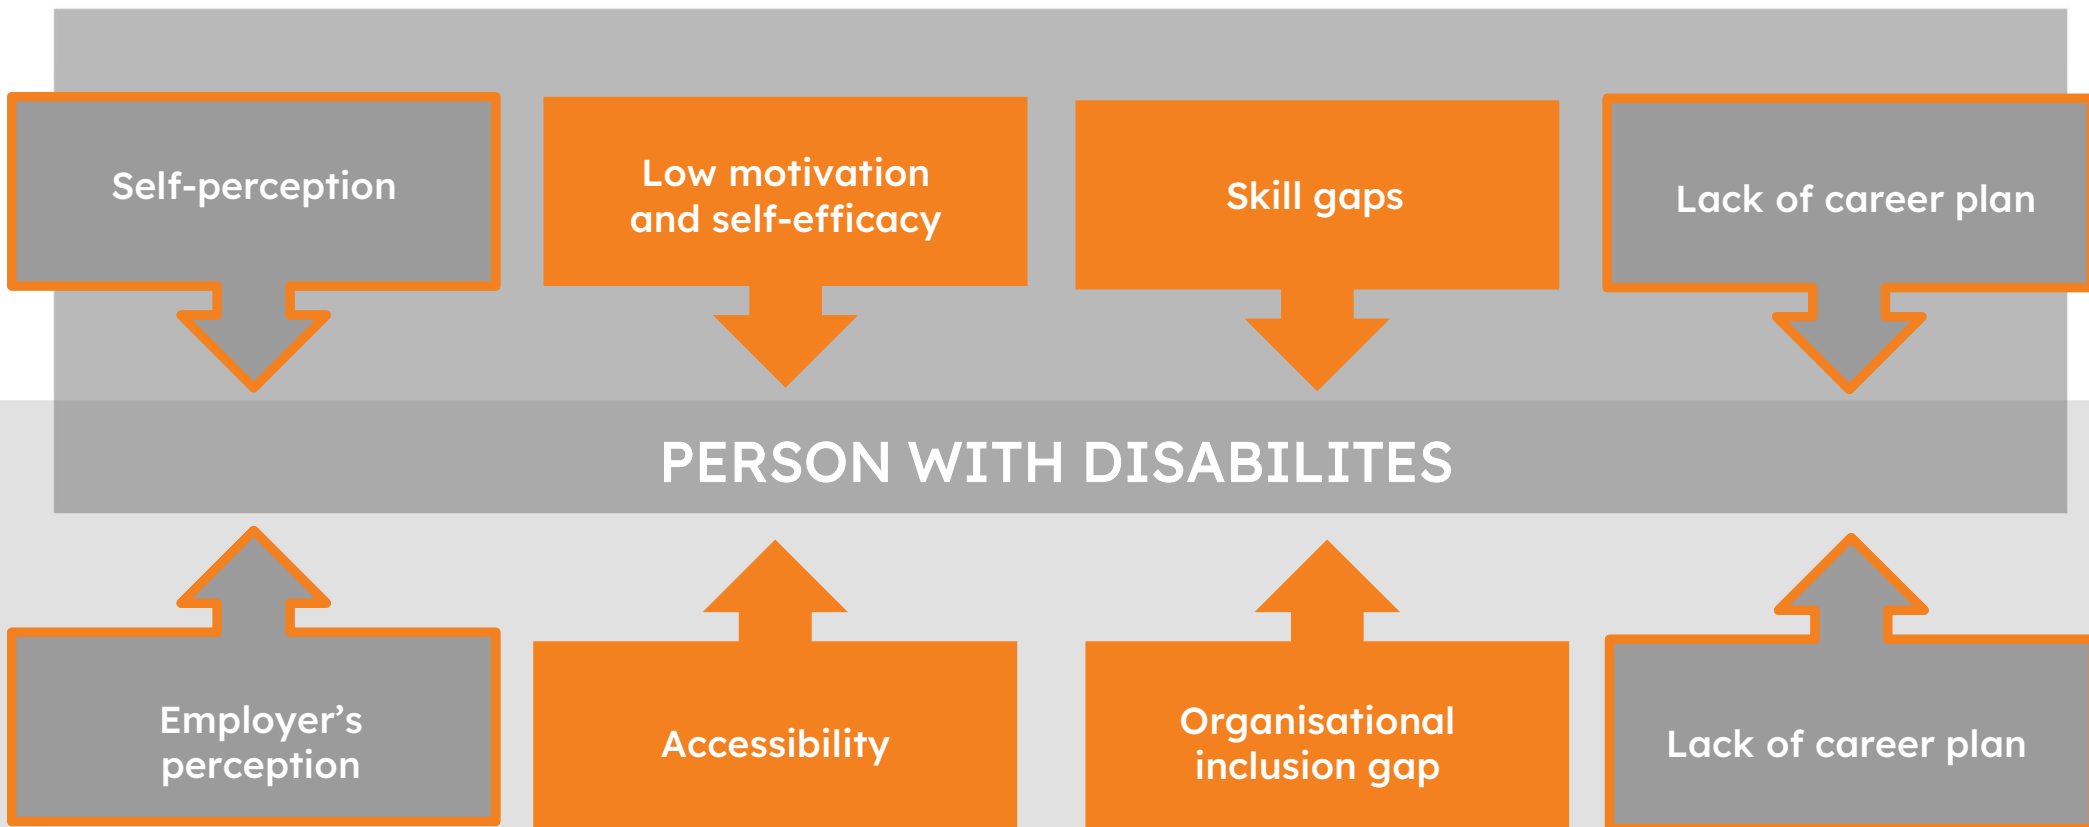 Self-perception
Low motivation
and self-efficacy
Skill gaps
Lack of career plan
PERSON WITH DISABILITES
Employer’s
perception
Accessibility
Organisational
inclusion gap
Lack of career plan